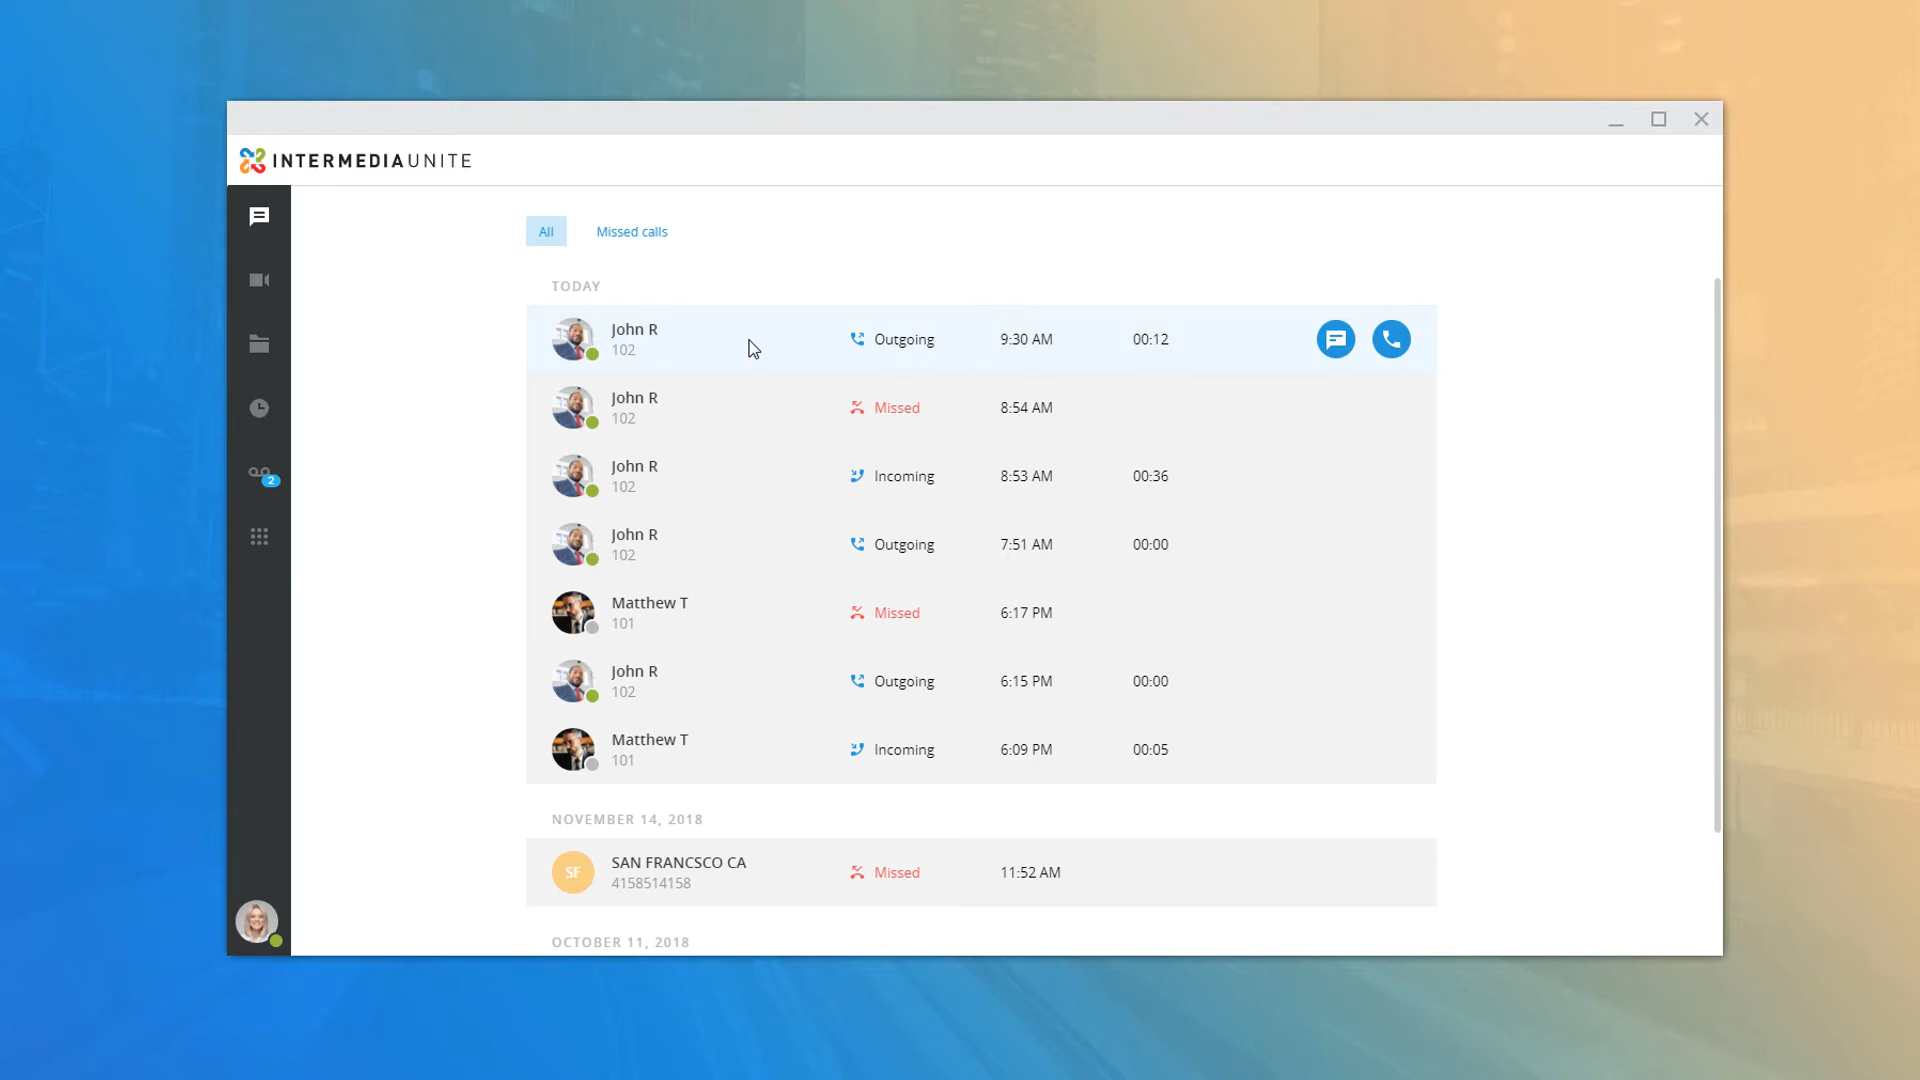 INTERMEDIAUNITE
All Missed calls
TODAY
John R
102
Outgoing 9:30 AM 00:12
John R
102
Missed 8:54 AM
John R
102
Incoming 8:53 AM 00:36
John R
102
Outgoing 7:51 AM 00:00
Matthew T
101
Missed 6:17 PM
John R
102
Outgoing 6:15 PM 00:00
Matthew T
101
Incoming 6:09 PM 00:05
2
NOVEMBER 14, 2018
SF
SAN FRANCSCO CA
4158514158
Missed 11:52 AM
OCTOBER 11, 2018